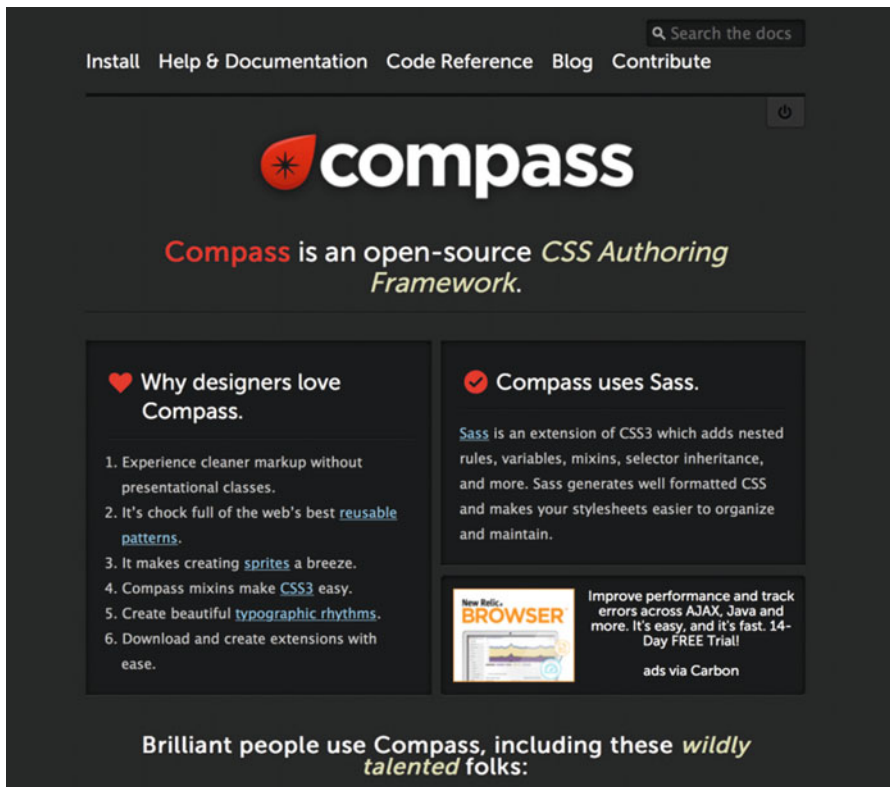 Search the docs
Install Help & Documentation Code Reference Blog Contribute
compass
Compass is an open-source CSS Authoring
Framework.
Why designers love
Compass.
1. Experience cleaner markup without
presentational classes.
2. It's chock full of the web's best reusable
patterns.
3. It makes creating sprites a breeze.
4. Compass mixins make CSS3 easy.
5. Create beautiful typographic rhythms.
6. Download and create extensions with
ease.
Compass uses Sass.
Sass is an extension of CSS3 which adds nested
rules, variables, mixins, selector inheritance,
and more. Sass generates well formatted CSS
and makes your stylesheets easier to organize
and maintain.
New Relic.
BROWSER
Improve performance and track
errors across AJAX, Java and
more. It's easy, and it's fast. 14-
Day FREE Trial!
ads via Carbon
Brilliant people use Compass, including these wildly
talented folks: